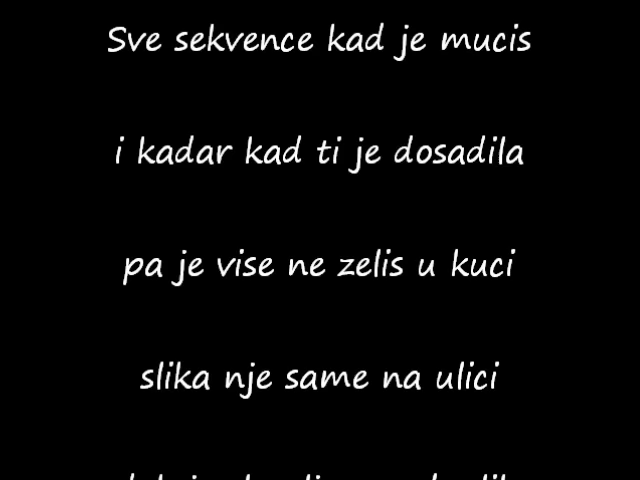 Sve sekvence kad je mucis
i kadar kad ti je dosadila
pa je vise ne zelis u kuci
slika nje same na ulici